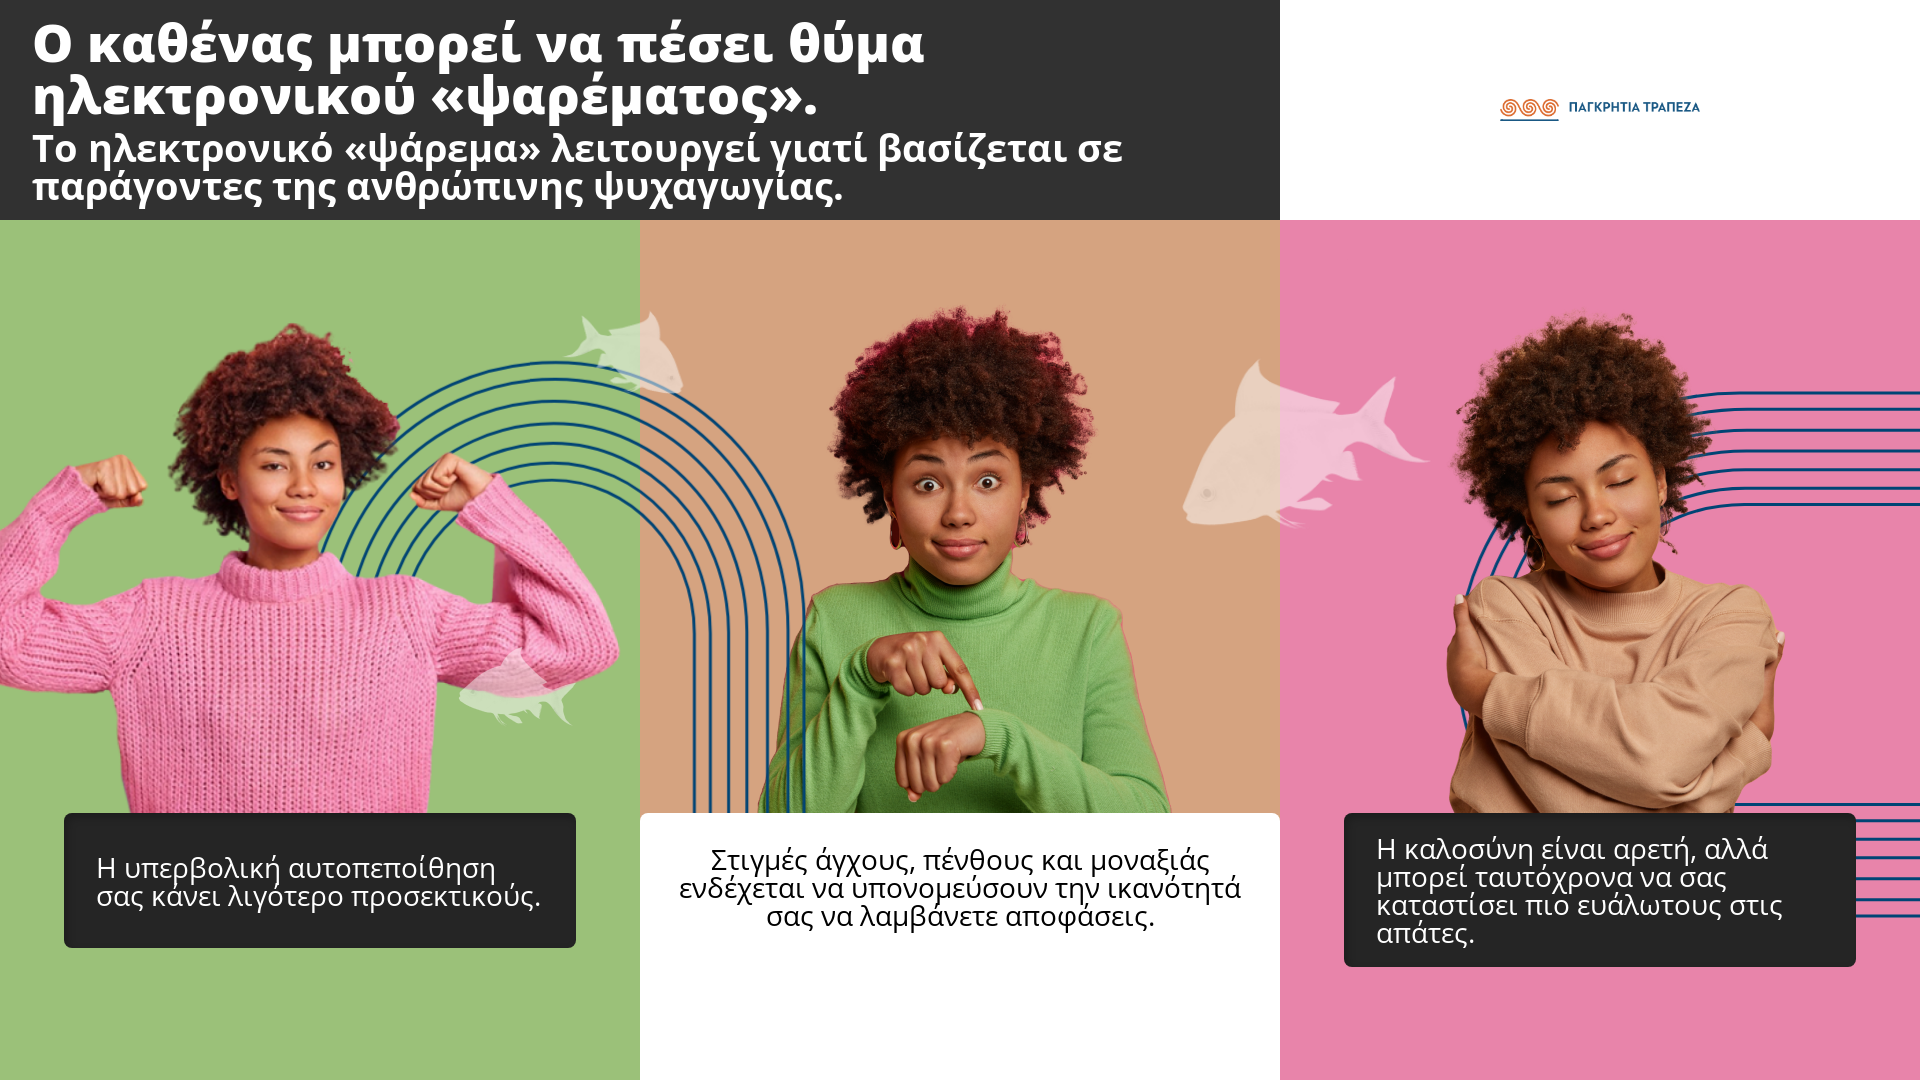 Ο καθένας μπορεί να πέσει θύμα
ηλεκτρονικού «ψαρέματος».
Το ηλεκτρονικό «ψάρεμα» λειτουργεί γιατί βασίζεται σε
παράγοντες της ανθρώπινης ψυχαγωγίας.
ΠΑΓΚΡΗΤΙΑ ΤΡΑΠΕΖΑ
Η υπερβολική αυτοπεποίθηση
σας κάνει λιγότερο προσεκτικούς.
Στιγμές άγχους, πένθους και μοναξιάς
ενδέχεται να υπονομεύσουν την ικανότητά
σας να λαμβάνετε αποφάσεις.
Η καλοσύνη είναι αρετή, αλλά
μπορεί ταυτόχρονα να σας
καταστίσει πιο ευάλωτους στις
απάτες.